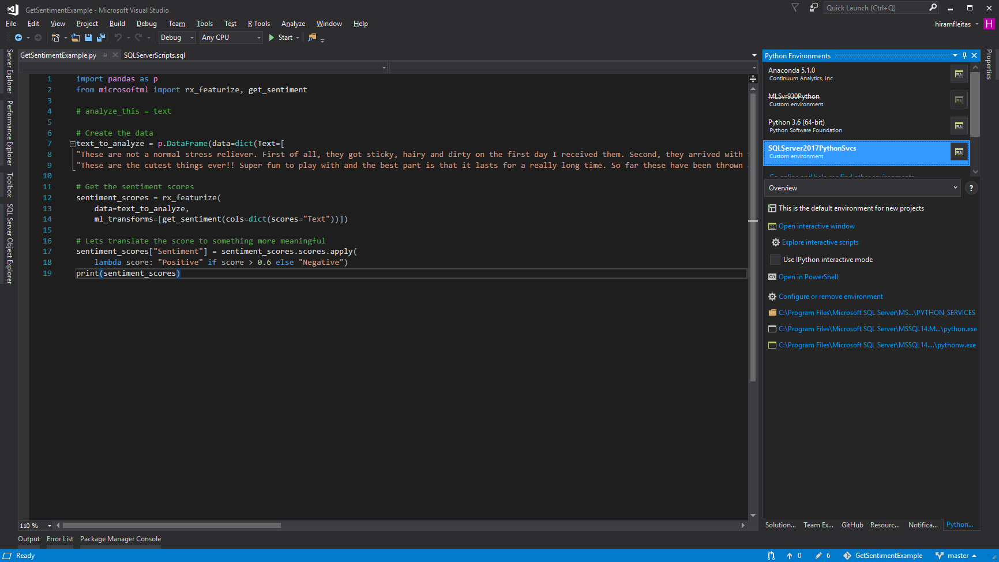 GetSentimentExample - Microsoft Visual Studio
Quick Launch (Ctrl+Q)
File Edit View Project Build Debug Team Tools Test R Tools Analyze Window Help
hiramfleitas H
Debug Any CPU Start
GetSentimentExample.py SQLServerScripts.sql
Server Explorer
Performance Explorer
Toolbox
SQL Server Object Explorer
1 import pandas as p
2 from microsoftml import rx_featurize, get_sentiment
3
4 # analyze_this = text
5
6 # Create the data
7 text_to_analyze = p.DataFrame(data=dict(Text=[
8 "These are not a normal stress reliever. First of all, they got sticky, hairy and dirty on the first day I received them. Second, they arrived with
9 "These are the cutest things ever!! Super fun to play with and the best part is that it lasts for a really long time. So far these have been thrown
10
11 # Get the sentiment scores
12 sentiment_scores = rx_featurize(
13 data=text_to_analyze,
14 ml_transforms=[get_sentiment(cols=dict(scores="Text"))])
15
16 # Lets translate the score to something more meaningful
17 sentiment_scores["Sentiment"] = sentiment_scores.scores.apply(
18 lambda score: "Positive" if score > 0.6 else "Negative")
19 print(sentiment_scores)
110 %
Python Environments
Anaconda 5.1.0
Continuum Analytics, Inc.
MLSvr930Python
Custom environment
Python 3.6 (64-bit)
Python Software Foundation
SQLServer2017PythonSvcs
Custom environment
Go online and help me find other environments
Overview ?
This is the default environment for new projects
Open interactive window
Explore interactive scripts
Use IPython interactive mode
C:\ Open in PowerShell
Configure or remove environment
C:\Program Files\Microsoft SQL Server\MS...\PYTHON_SERVICES
C:\Program Files\Microsoft SQL Server\MSSQL14.M...\python.exe
C:\Program Files\Microsoft SQL Server\MSSQL14....\pythonw.exe
Solution... Team Ex... GitHub Resourc... Notifica... Python...
Properties
Output Error List Package Manager Console
Ready 0 6 GetSentimentExample master